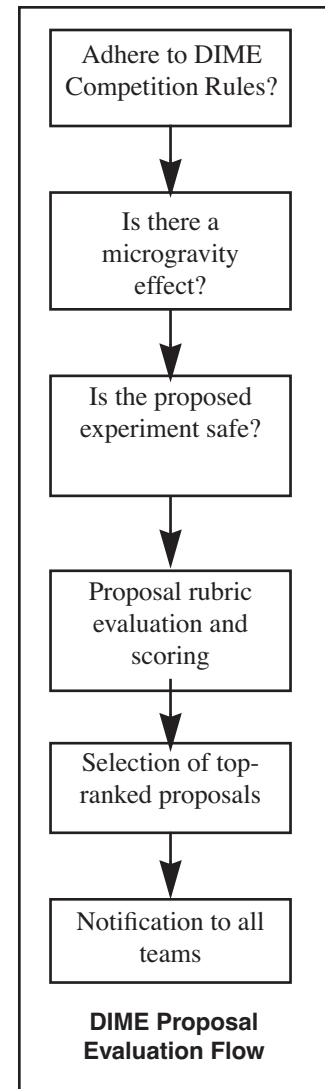 Adhere to DIME
Competition Rules?
Is there a
microgravity
effect?
Is the proposed
experiment safe?
Proposal rubric
evaluation and
scoring
Selection of top-
ranked proposals
Notification to all
teams
DIME Proposal
Evaluation Flow